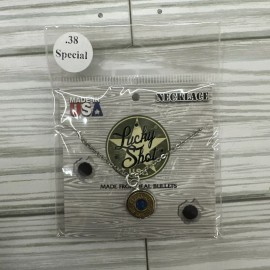 .38
Special
MADE IN
USA
NECKLACE
Lucky
Shot
USA
MADE FROM REAL BULLETS